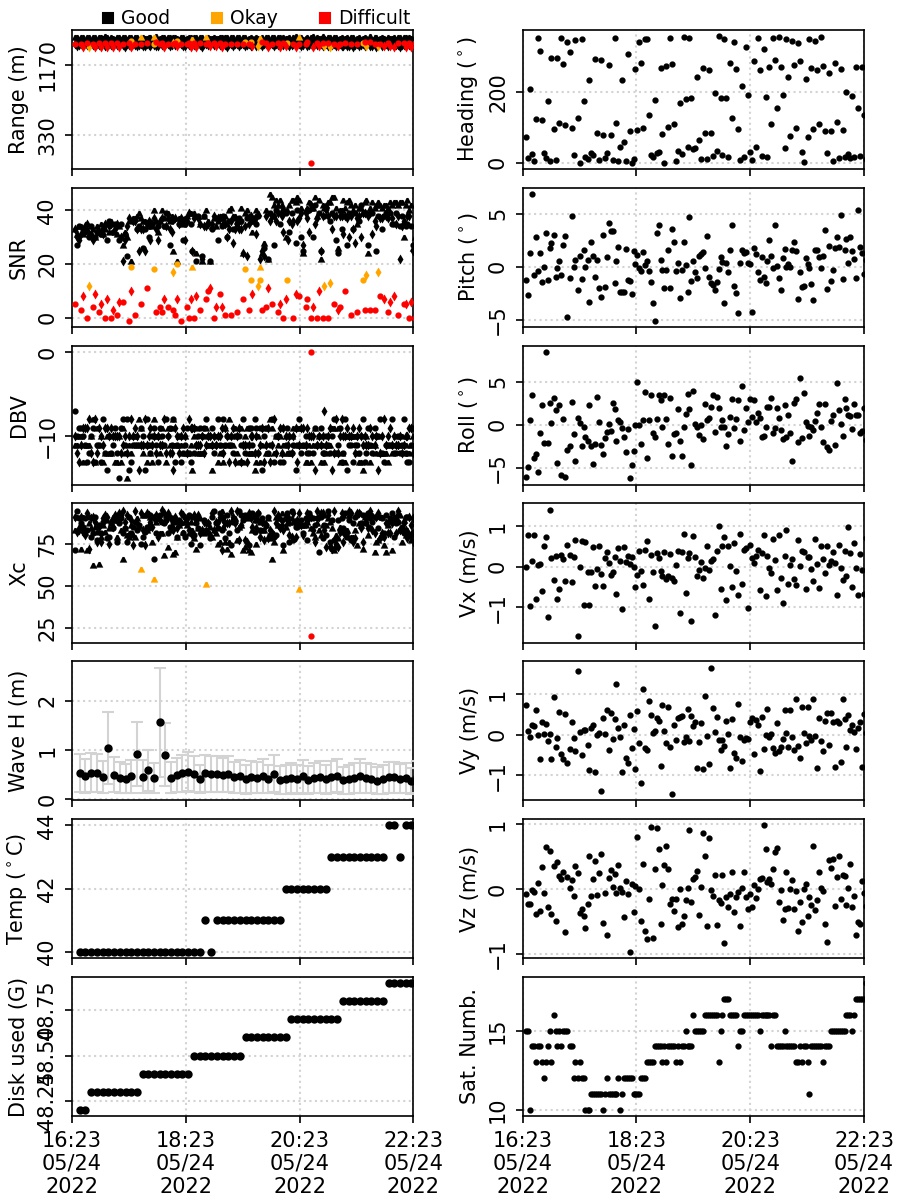 Good Okay Difficult
Range (m)
1170
330
Heading (°)
200
0
SNR
40
20
0
Pitch (°)
5
0
−5
DBV
0
−10
Roll (°)
5
0
−5
Xc
75
50
25
Vx (m/s)
1
0
−1
Wave H (m)
2
1
0
Vy (m/s)
1
0
−1
Temp (°C)
44
42
40
Vz (m/s)
1
0
−1
Disk used (G)
48.75
48.50
48.25
Sat. Numb.
15
10
16:23 18:23 20:23 22:23
05/24 05/24 05/24 05/24
2022 2022 2022 2022
16:23 18:23 20:23 22:23
05/24 05/24 05/24 05/24
2022 2022 2022 2022